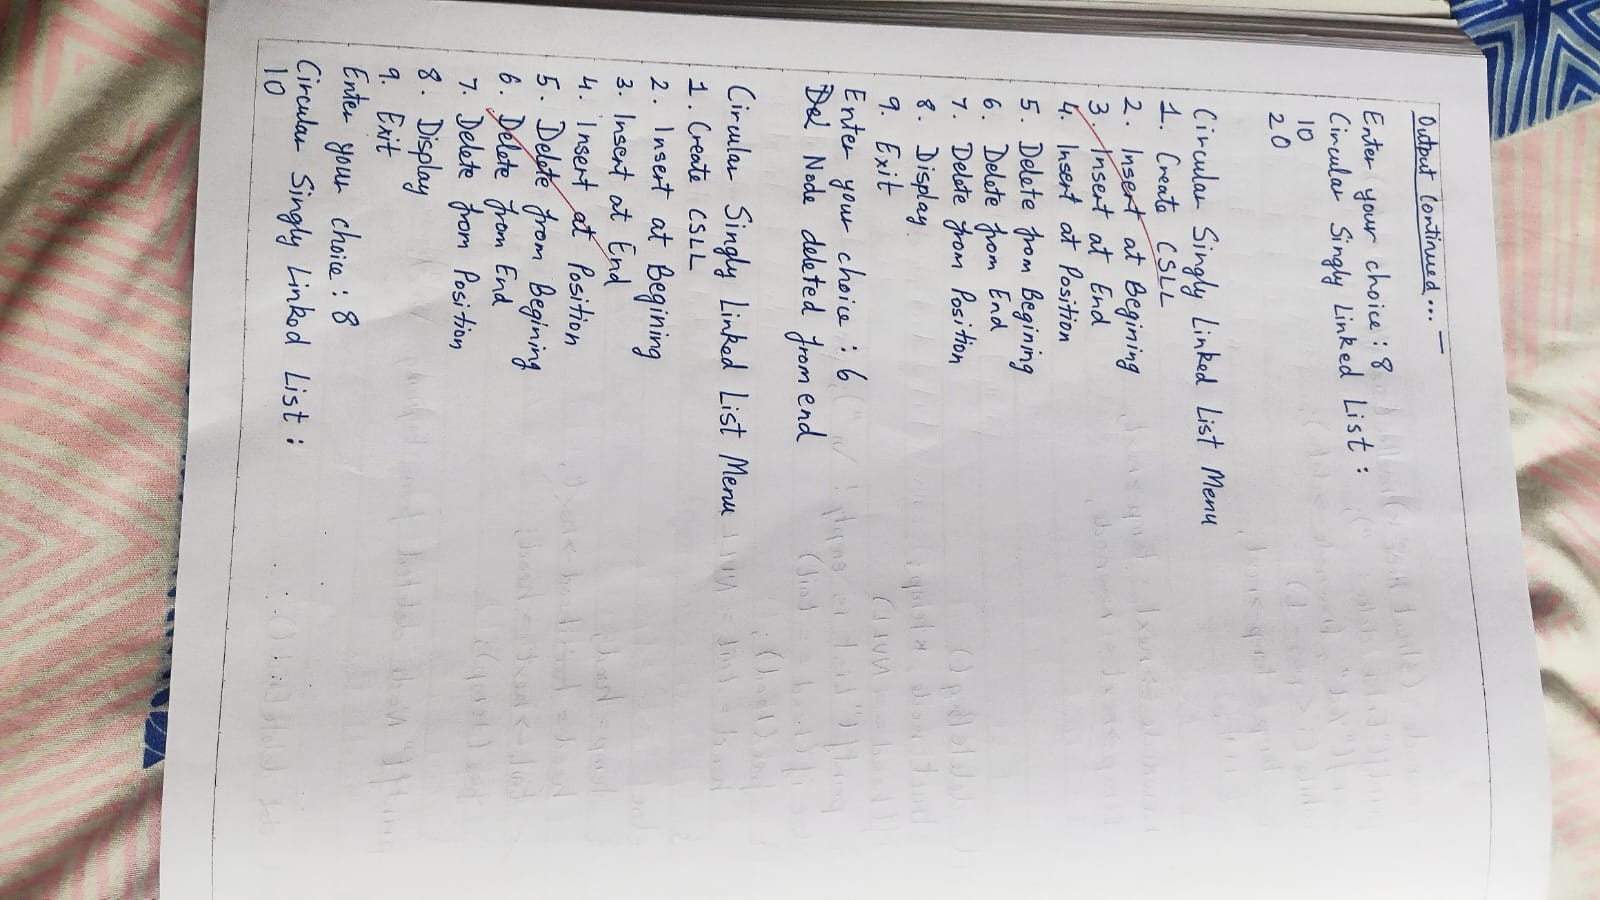 Output Continued... —
Enter your choice : 8
Circular Singly Linked List :
10
20
Circular Singly Linked List Menu
1. Create CSLL
2. Insert at Begining
3. Insert at End
4. Insert at Position
5. Delete from Begining
6. Delete from End
7. Delete from Position
8. Display.
9. Exit
Enter your choice : 6
Del Node deleted from end
Circular Singly Linked List Menu
1. Create CSLL
2. Insert at Begining
3. Insert at End
4. Insert at Position
5. Delete from Begining
6. Delete from End
7. Delete from Position
8. Display
9. Exit
Enter your choice : 8
Circular Singly Linked List :
10